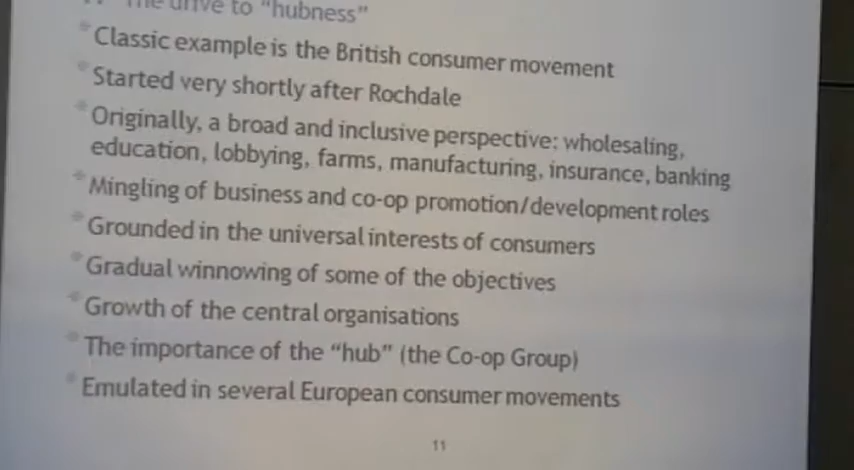 The drive to "hubness"
Classic example is the British consumer movement
Started very shortly after Rochdale
Originally, a broad and inclusive perspective: wholesaling,
education, lobbying, farms, manufacturing, insurance, banking
Mingling of business and co-op promotion/development roles
Grounded in the universal interests of consumers
Gradual winnowing of some of the objectives
Growth of the central organisations
The importance of the "hub" (the Co-op Group)
Emulated in several European consumer movements
11